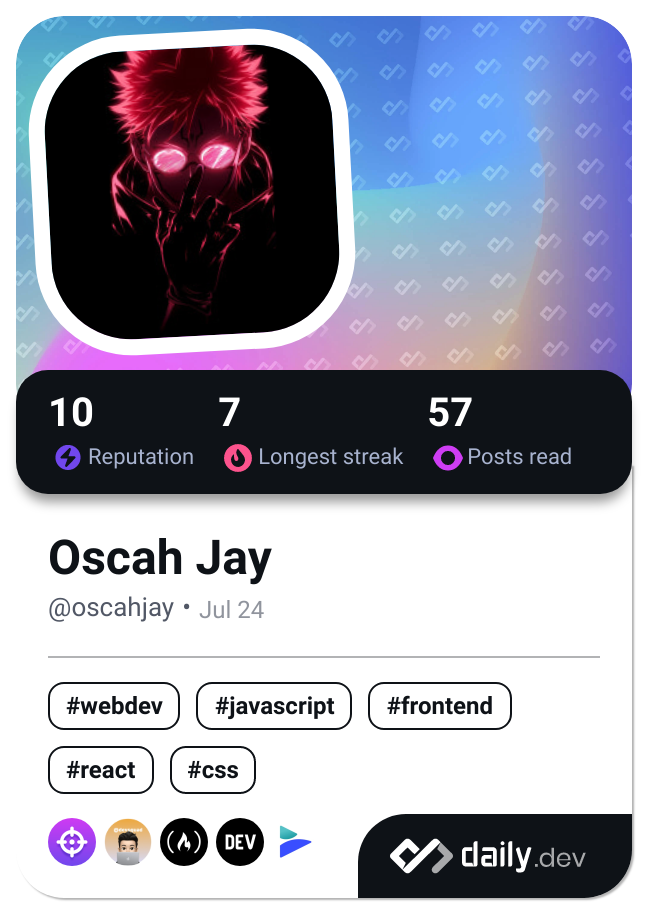 10 7 57
Reputation Longest streak Posts read
Oscah Jay
@oscahjay • Jul 24
#webdev #javascript #frontend
#react #css
DEV
daily.dev